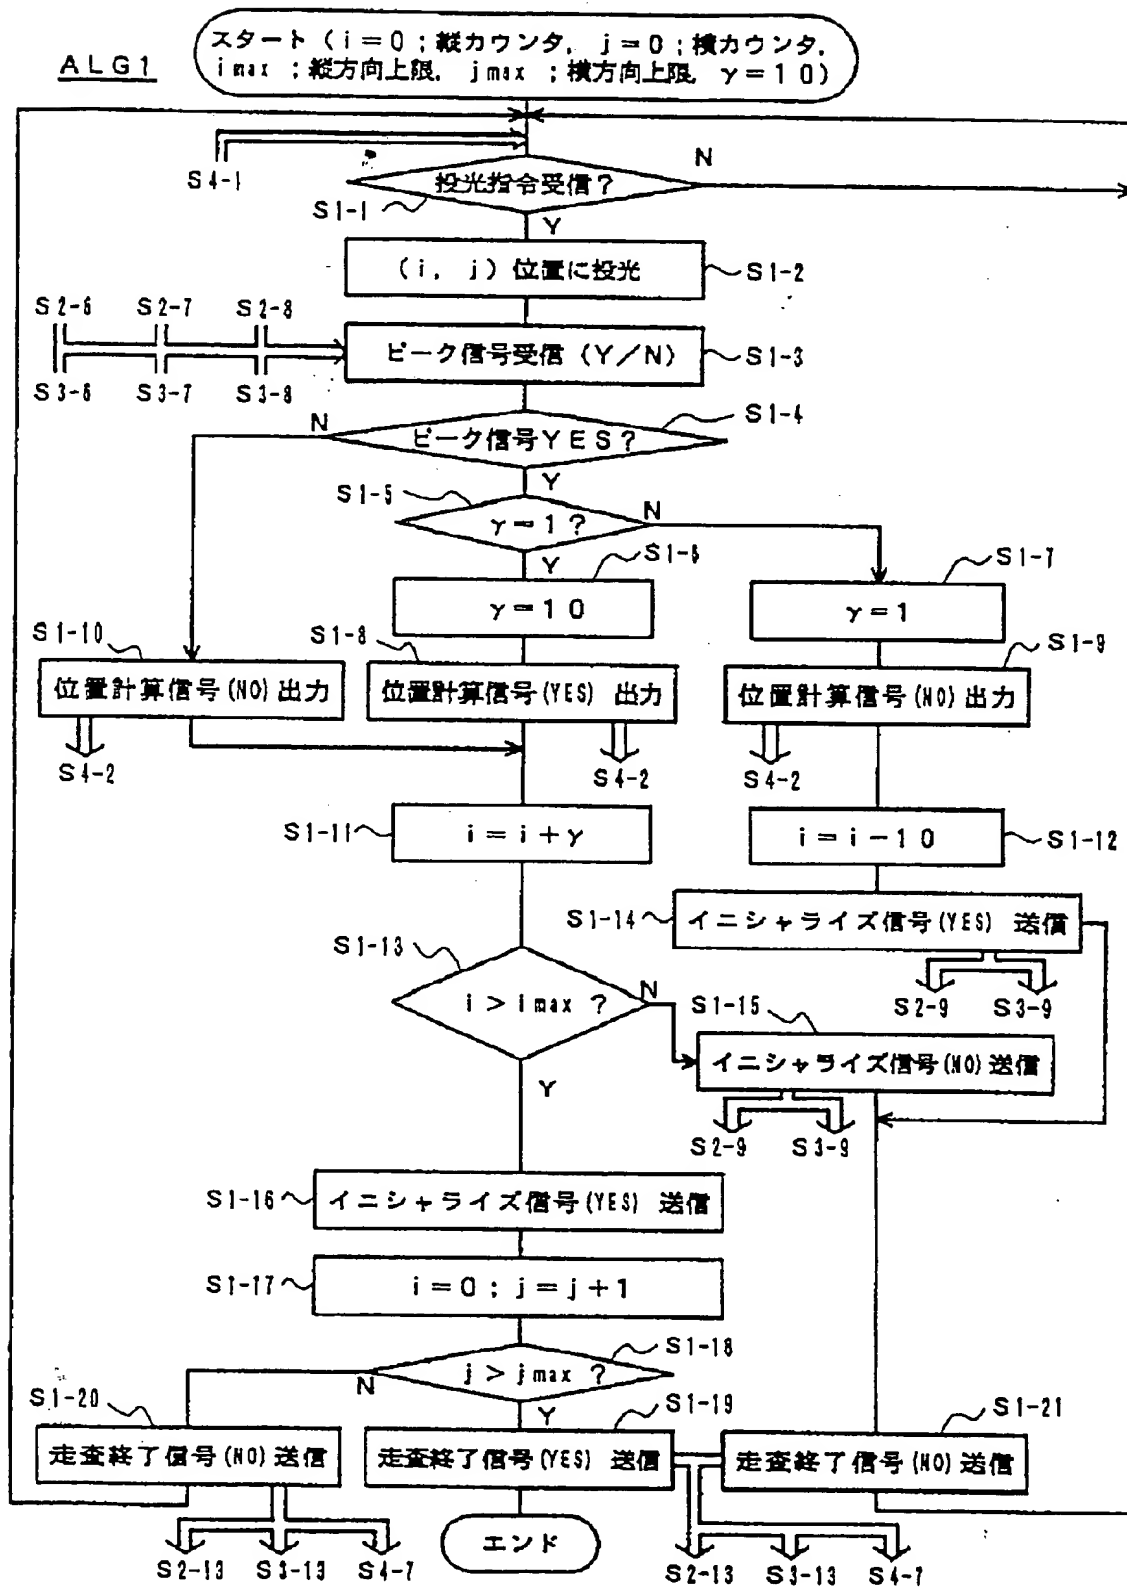 ALG1
スタート (i=0;縦カウンタ, j=0;横カウンタ,
imax ;縦方向上限, jmax ;横方向上限, γ=10)
S4-1
N
投光指令受信?
S1-1
Y
(i, j) 位置に投光
S1-2
S2-6 S2-7 S2-8
ピーク信号受信 (Y/N)
S1-3
S3-6 S3-7 S3-8
S1-4
N
ピーク信号YES?
Y
S1-5
γ=1?
N
Y
S1-6
S1-7
γ=10
γ=1
S1-10
S1-8
S1-9
位置計算信号(NO)出力
位置計算信号(YES) 出力
位置計算信号(NO)出力
S4-2
S4-2
S4-2
S1-11
i=i+γ
i=i-10
S1-12
S1-14
イニシャライズ信号(YES) 送信
S1-13
S2-9 S3-9
i>imax ?
N
S1-15
イニシャライズ信号(NO)送信
Y
S2-9 S3-9
S1-16
イニシャライズ信号(YES) 送信
S1-17
i=0;j=j+1
S1-18
j>jmax ?
N
Y
S1-20
S1-19
S1-21
走査終了信号(NO)送信
走査終了信号(YES) 送信
走査終了信号(NO)送信
エンド
S2-13 S3-13 S4-7
S2-13 S3-13 S4-7